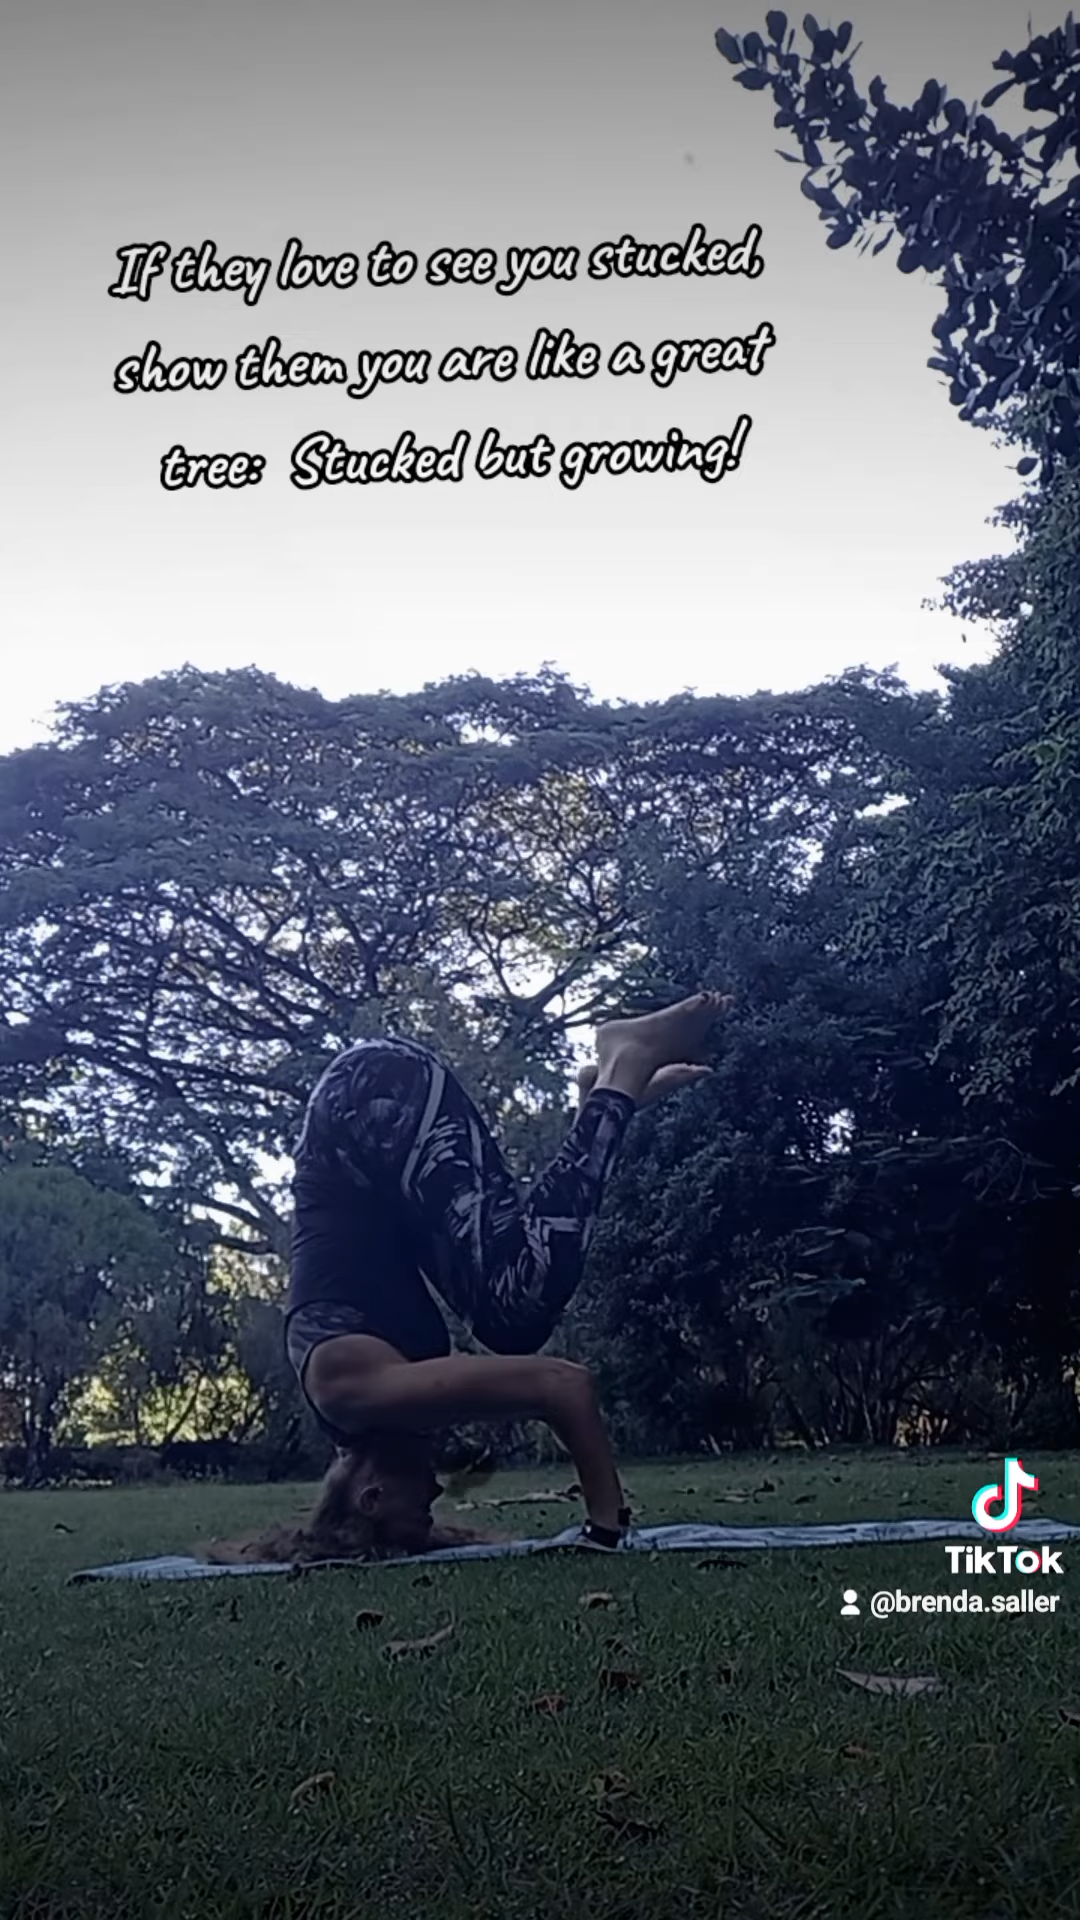 If they love to see you stucked,
show them you are like a great
tree: Stucked but growing!
TikTok
@brenda.saller